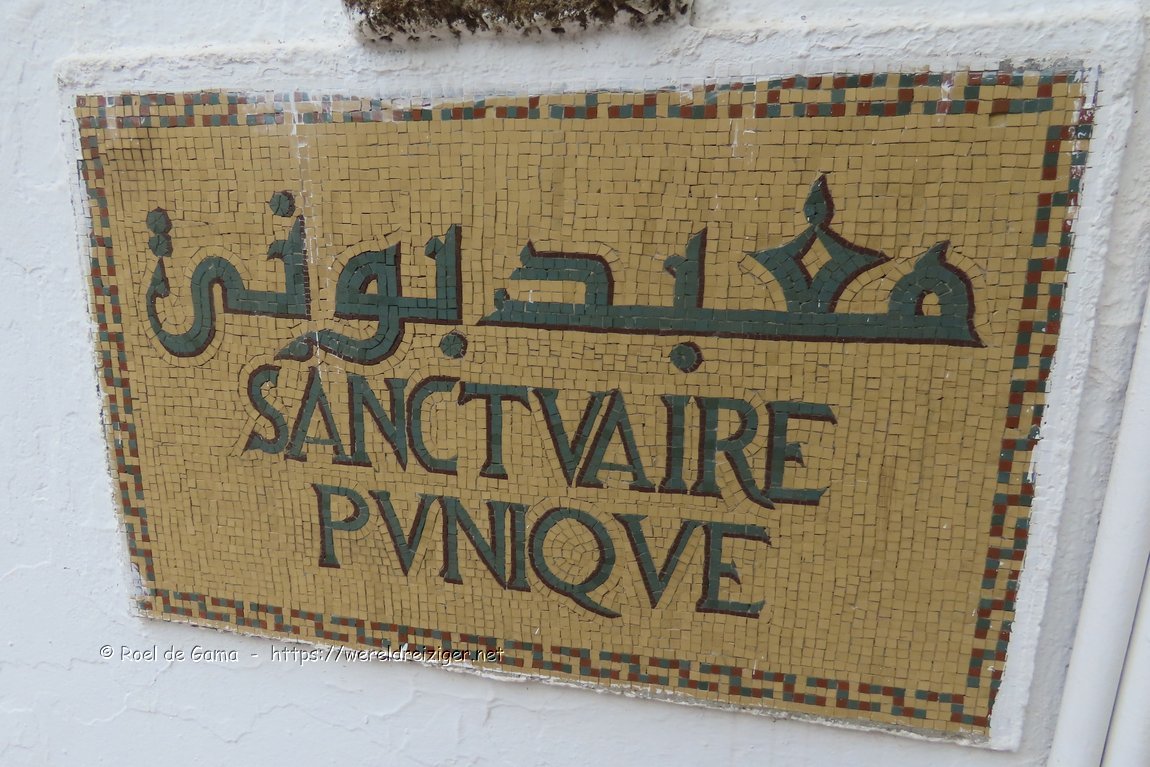 معبد بوني
SANCTVAIRE
PVNIQVE
© Roel de Gama - https://wereldreiziger.net